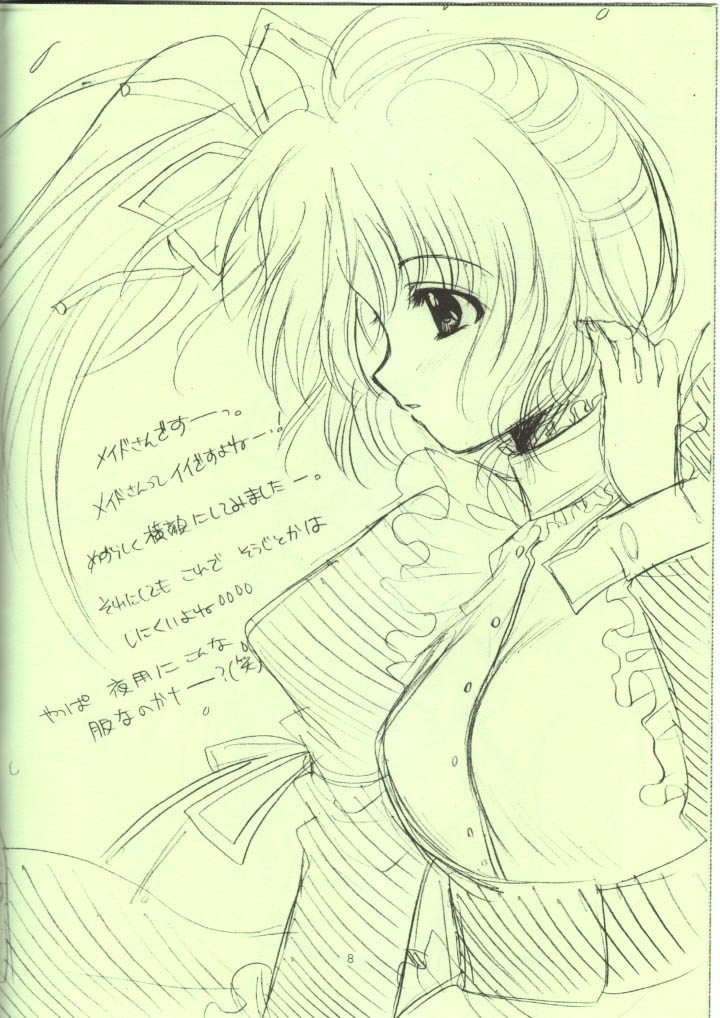 メイドさんですーっ。
メイドさんってイイですよねーっ!
めずらしく横顔にしてみましたー。
それにしても これで そうじとかは
しにくいよね。。。。
やっぱ 夜用に こんな
服なのかナー?(笑)
8